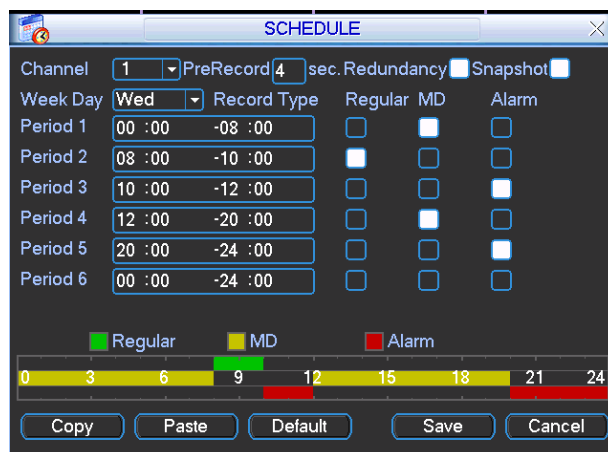 SCHEDULE
Channel 1 PreRecord 4 sec. Redundancy Snapshot
Week Day Wed Record Type Regular MD Alarm
Period 1 00 :00 -08 :00
Period 2 08 :00 -10 :00
Period 3 10 :00 -12 :00
Period 4 12 :00 -20 :00
Period 5 20 :00 -24 :00
Period 6 00 :00 -24 :00
Regular MD Alarm
0 3 6 9 12 15 18 21 24
Copy Paste Default Save Cancel